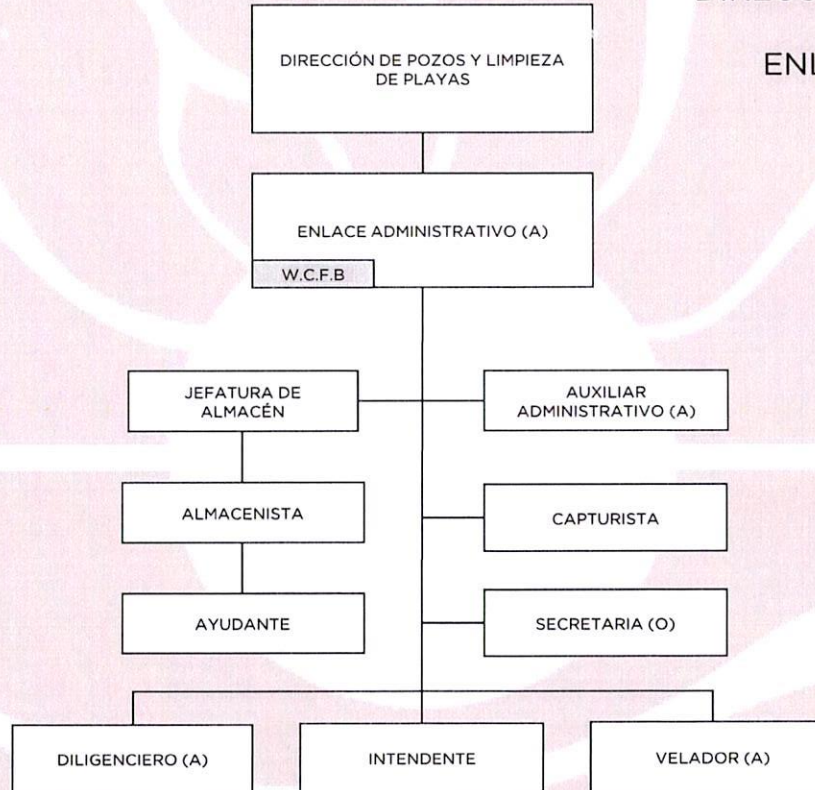 DIRECCIÓN DE POZOS Y LIMPIEZA
DE PLAYAS
ENLACE ADMINISTRATIVO (A)
W.C.F.B
JEFATURA DE
ALMACÉN
AUXILIAR
ADMINISTRATIVO (A)
ALMACENISTA
CAPTURISTA
AYUDANTE
SECRETARIA (O)
DILIGENCIERO (A)
INTENDENTE
VELADOR (A)